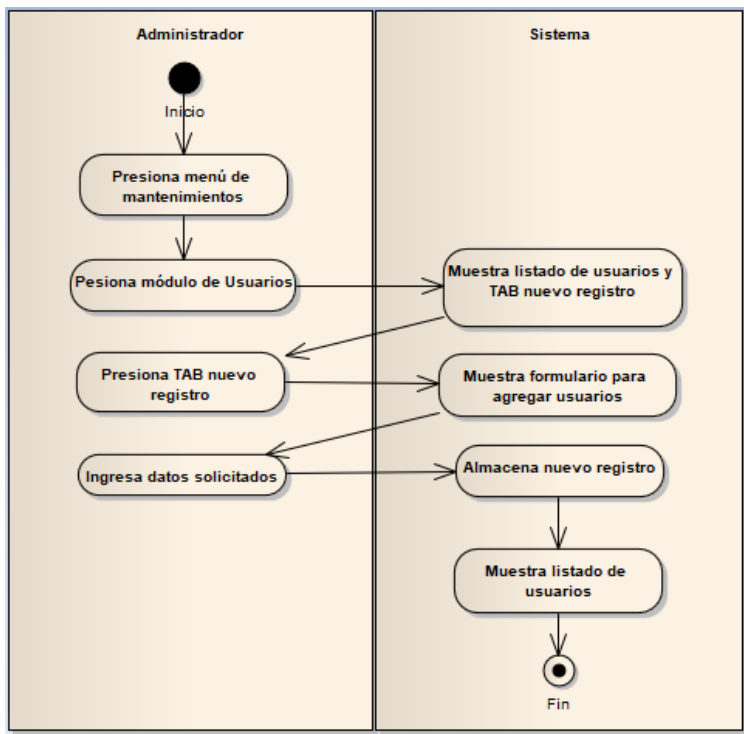 Administrador
Sistema
Inicio
Presiona menú de
mantenimientos
Pesiona módulo de Usuarios
Muestra listado de usuarios y
TAB nuevo registro
Presiona TAB nuevo
registro
Muestra formulario para
agregar usuarios
Ingresa datos solicitados
Almacena nuevo registro
Muestra listado de
usuarios
Fin